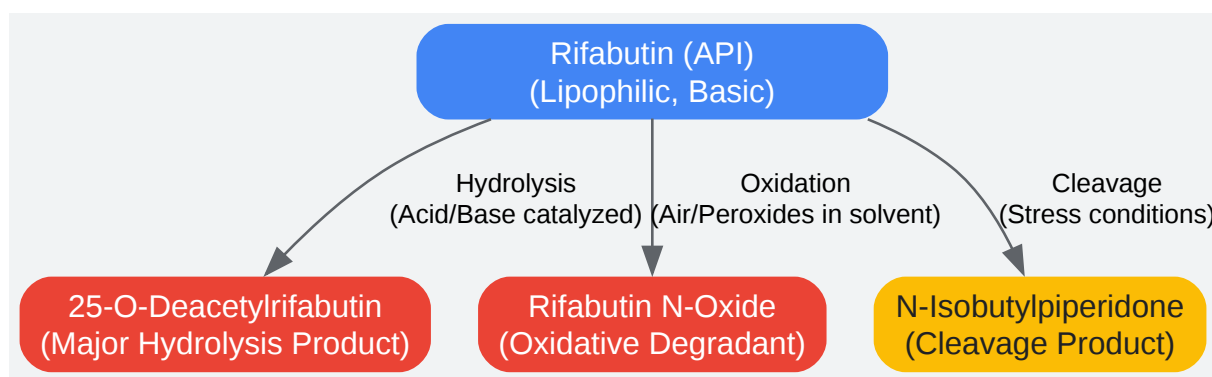 Rifabutin (API)
(Lipophilic, Basic)
Hydrolysis
(Acid/Base catalyzed)
Oxidation
(Air/Peroxides in solvent)
Cleavage
(Stress conditions)
25-O-Deacetylrifabutin
(Major Hydrolysis Product)
Rifabutin N-Oxide
(Oxidative Degradant)
N-Isobutylpiperidone
(Cleavage Product)